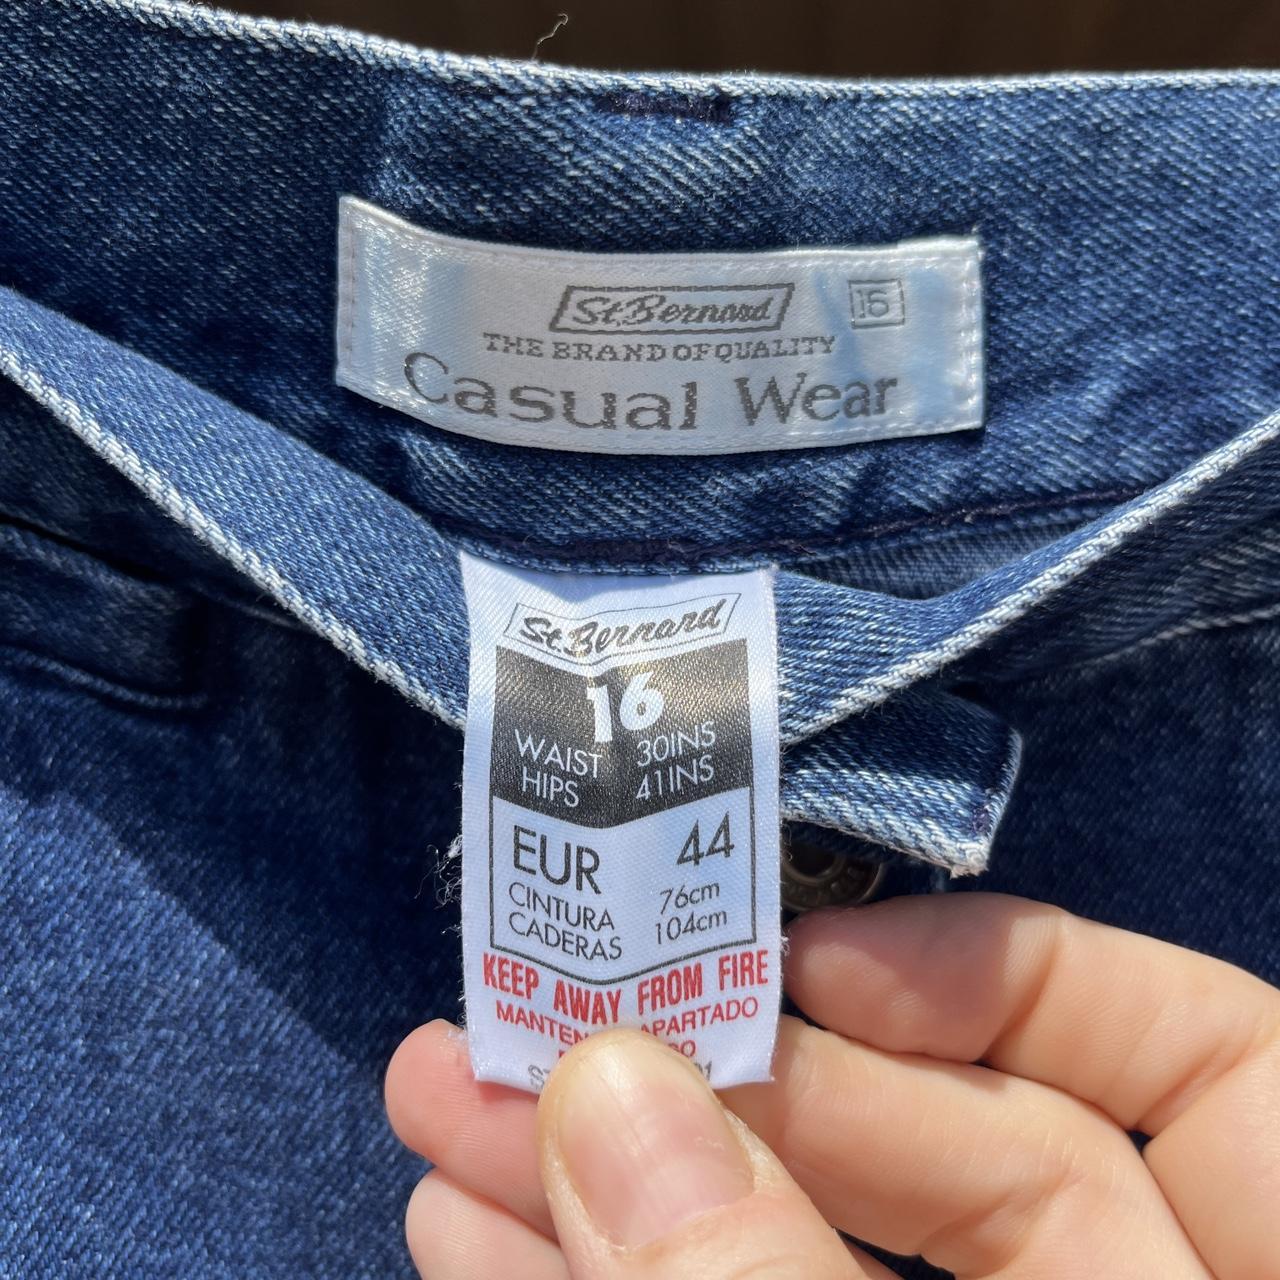 St.Bernard
16
THE BRAND OF QUALITY
Casual Wear
St.Bernard
16
WAIST 30INS
HIPS 41INS
EUR 44
CINTURA 76cm
CADERAS 104cm
KEEP AWAY FROM FIRE
APARTADO